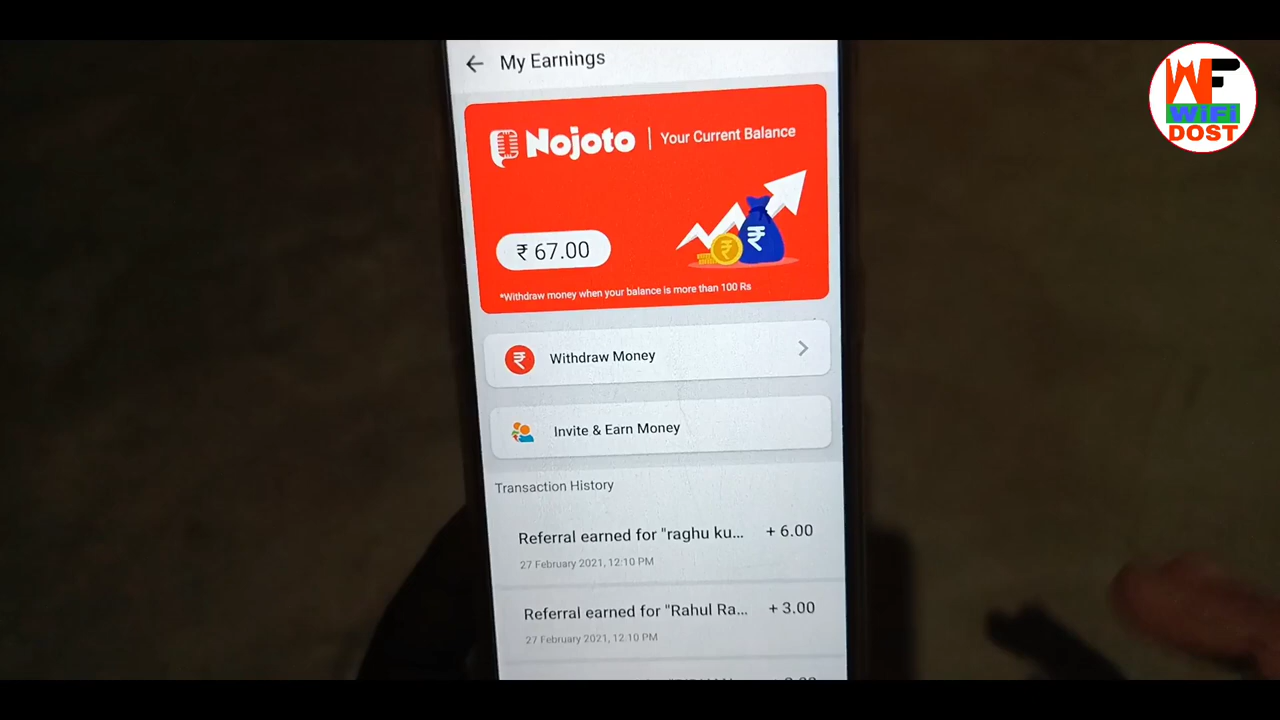 My Earnings
WF
WiFi
DOST
Nojoto | Your Current Balance
₹ 67.00
*Withdraw money when your balance is more than 100 Rs
Withdraw Money
Invite & Earn Money
Transaction History
Referral earned for "raghu ku... + 6.00
27 February 2021, 12:10 PM
Referral earned for "Rahul Ra... + 3.00
27 February 2021, 12:10 PM